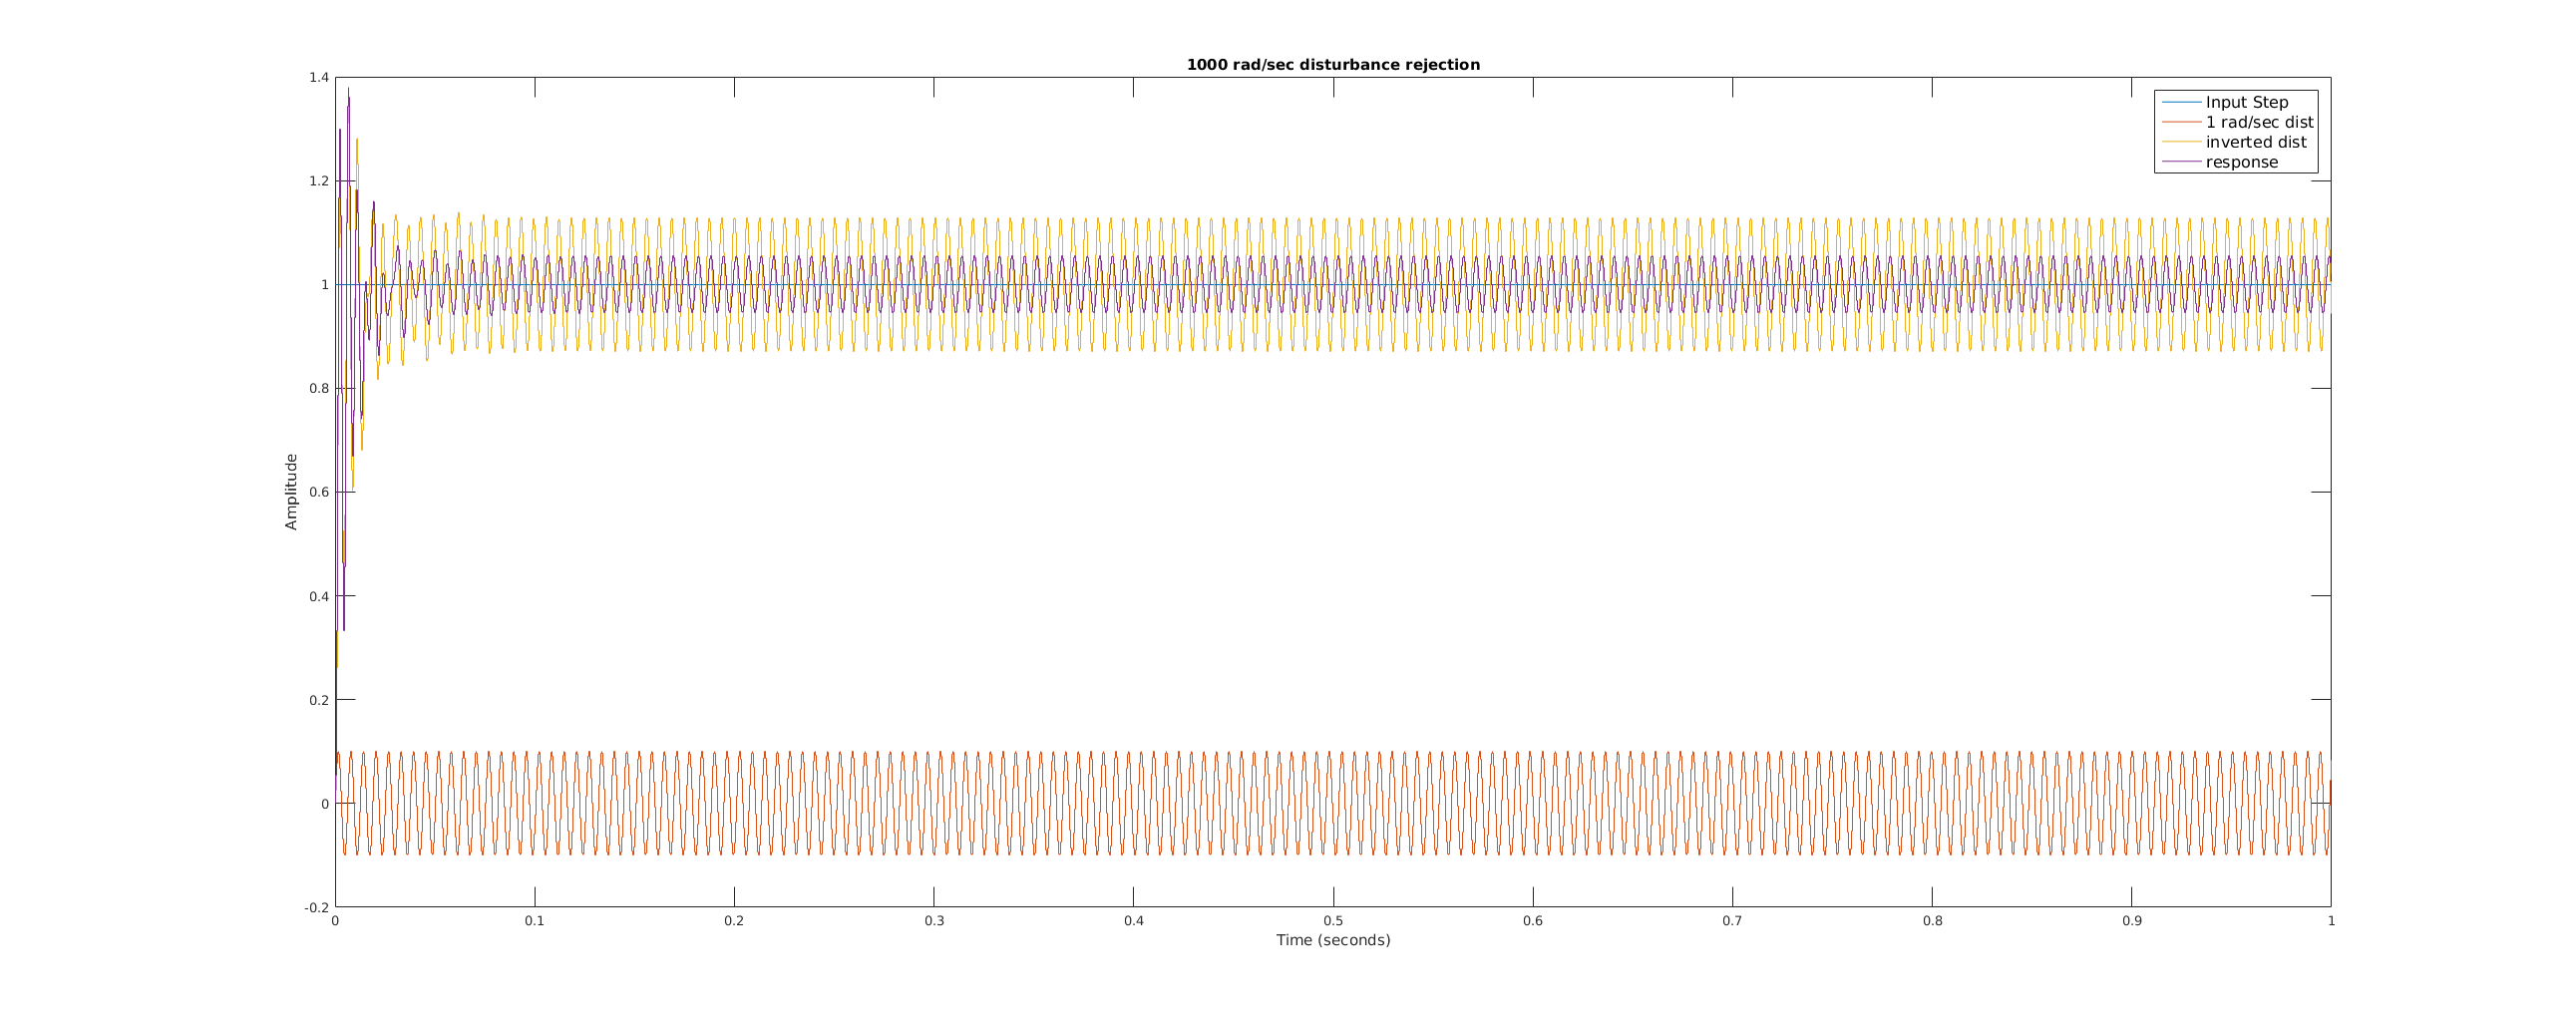 1000 rad/sec disturbance rejection
1.4
1.2
1
0.8
0.6
0.4
0.2
0
-0.2
Amplitude
Input Step
1 rad/sec dist
inverted dist
response
0 0.1 0.2 0.3 0.4 0.5 0.6 0.7 0.8 0.9 1
Time (seconds)